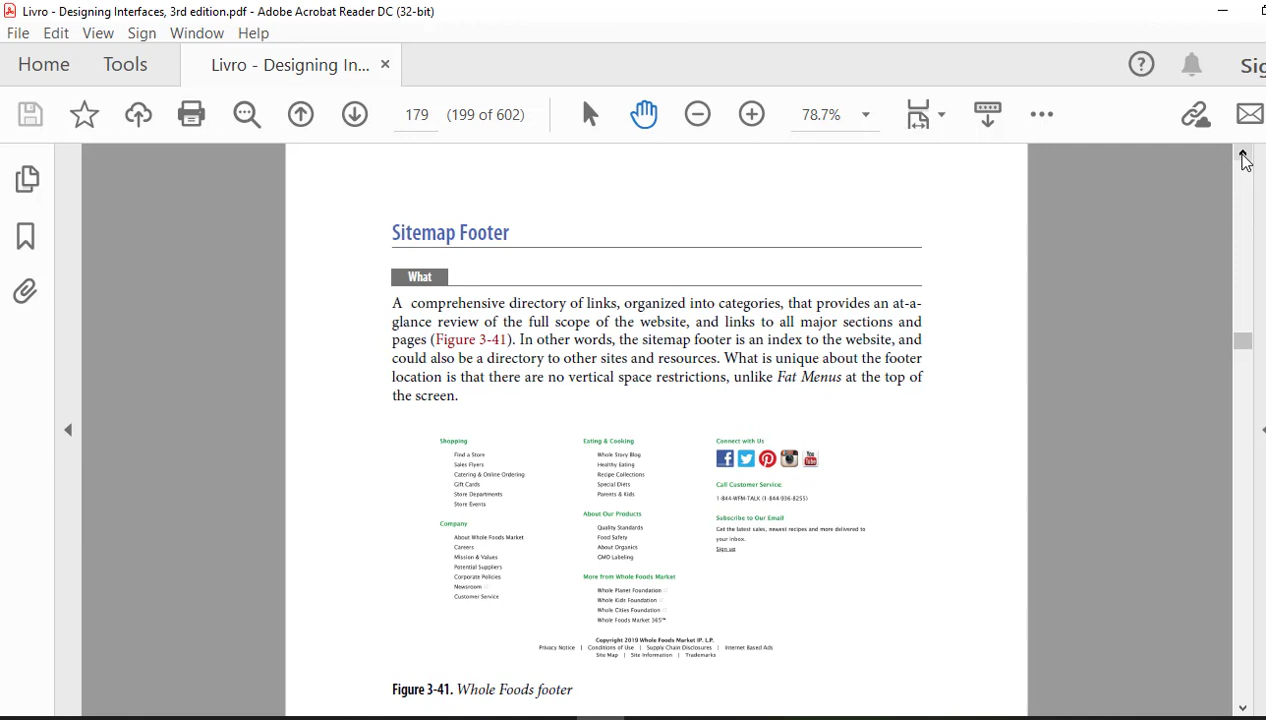 Livro - Designing Interfaces, 3rd edition.pdf - Adobe Acrobat Reader DC (32-bit)
File Edit View Sign Window Help
Home Tools Livro - Designing In... ×
179 (199 of 602) 78.7%
Sitemap Footer
What
A comprehensive directory of links, organized into categories, that provides an at-a-
glance review of the full scope of the website, and links to all major sections and
pages (Figure 3-41). In other words, the sitemap footer is an index to the website, and
could also be a directory to other sites and resources. What is unique about the footer
location is that there are no vertical space restrictions, unlike Fat Menus at the top of
the screen.
Shopping
Find a Store
Sales Flyers
Catering & Online Ordering
Gift Cards
Store Departments
Store Events
Company
About Whole Foods Market
Careers
Mission & Values
Potential Suppliers
Corporate Policies
Newsroom
Customer Service
Eating & Cooking
Whole Story Blog
Healthy Eating
Recipe Collections
Special Diets
Parents & Kids
About Our Products
Quality Standards
Food Safety
About Organics
GMO Labeling
More from Whole Foods Market
Whole Planet Foundation
Whole Kids Foundation
Whole Cities Foundation
Whole Foods Market 365™
Connect with Us
You
Tube
Call Customer Service
1-844-WFM-TALK (1-844-936-8255)
Subscribe to Our Email
Get the latest sales, newest recipes and more delivered to
your inbox.
Sign up
Copyright 2019 Whole Foods Market IP. L.P.
Privacy Notice | Conditions of Use | Supply Chain Disclosures | Internet Based Ads
Site Map | Site Information | Trademarks
Figure 3-41. Whole Foods footer